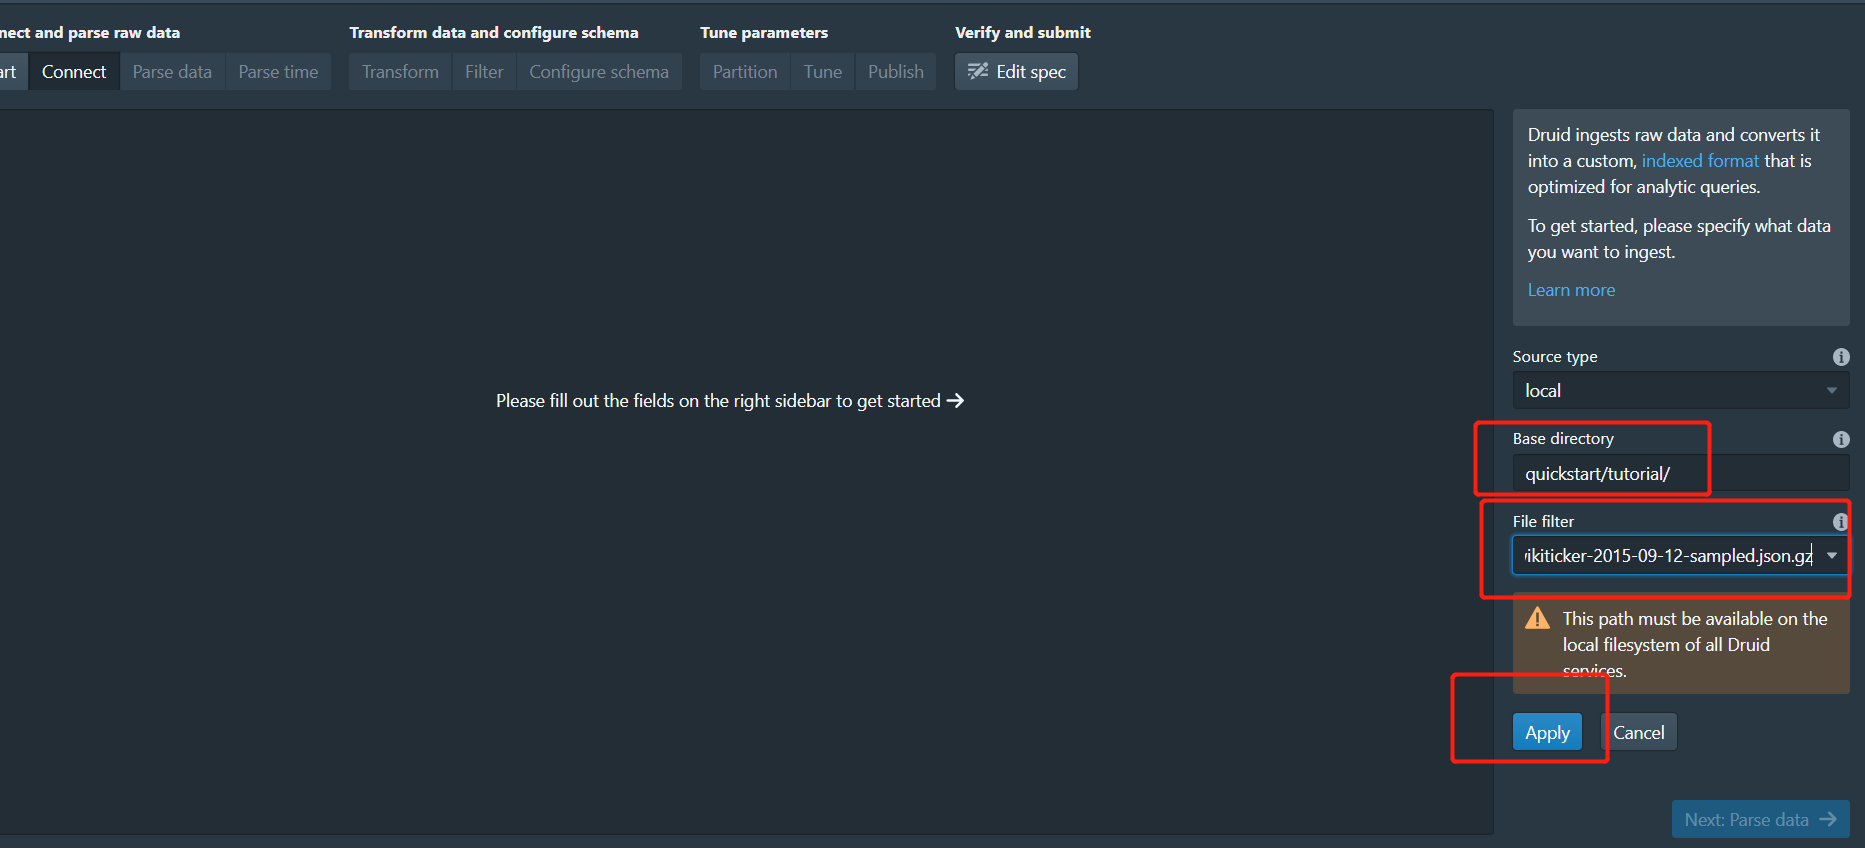 nect and parse raw data
Transform data and configure schema
Tune parameters
Verify and submit
art
Connect
Parse data
Parse time
Transform
Filter
Configure schema
Partition
Tune
Publish
Edit spec
Druid ingests raw data and converts it
into a custom, indexed format that is
optimized for analytic queries.
To get started, please specify what data
you want to ingest.
Learn more
Please fill out the fields on the right sidebar to get started
Source type
local
Base directory
quickstart/tutorial/
File filter
ikiticker-2015-09-12-sampled.json.gz
This path must be available on the
local filesystem of all Druid
services.
Apply
Cancel
Next: Parse data